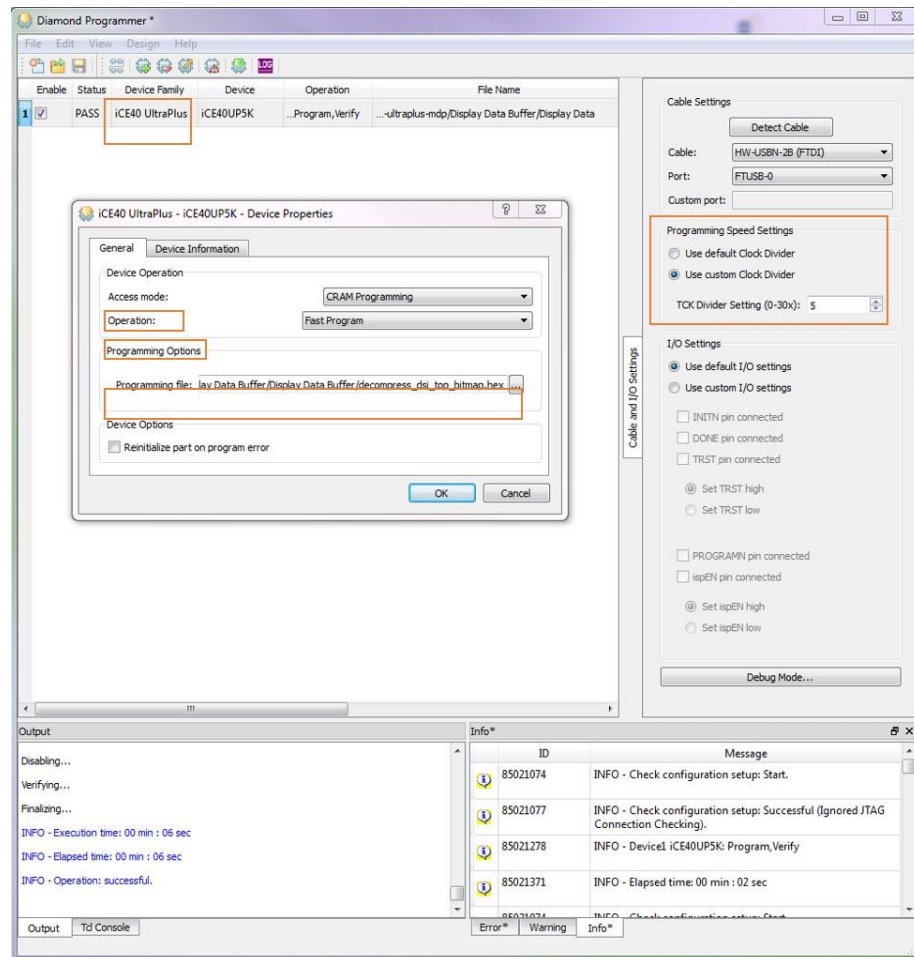 Diamond Programmer *
File Edit View Design Help
LOG
Enable Status Device Family Device Operation File Name
1 PASS iCE40 UltraPlus iCE40UP5K ...Program,Verify ...-ultraplus-mdp/Display Data Buffer/Display Data
iCE40 UltraPlus - iCE40UP5K - Device Properties
General Device Information
Device Operation
Access mode: CRAM Programming
Operation: Fast Program
Programming Options
Programming file: lay Data Buffer/Display Data Buffer/decompress_dsi_top_bitmap.hex ...
Device Options
Reinitialize part on program error
OK Cancel
Cable and I/O Settings
Cable Settings
Detect Cable
Cable: HW-USBN-2B (FTDI)
Port: FTUSB-0
Custom port:
Programming Speed Settings
Use default Clock Divider
Use custom Clock Divider
TCK Divider Setting (0-30x): 5
I/O Settings
Use default I/O settings
Use custom I/O settings
INITN pin connected
DONE pin connected
TRST pin connected
Set TRST high
Set TRST low
PROGRAMN pin connected
ispEN pin connected
Set ispEN high
Set ispEN low
Debug Mode...
Output
Disabling...
Verifying...
Finalizing...
INFO - Execution time: 00 min : 06 sec
INFO - Elapsed time: 00 min : 06 sec
INFO - Operation: successful.
Output Tcl Console
Info*
ID Message
85021074 INFO - Check configuration setup: Start.
85021077 INFO - Check configuration setup: Successful (Ignored JTAG
Connection Checking).
85021278 INFO - Device1 iCE40UP5K: Program,Verify
85021371 INFO - Elapsed time: 00 min : 02 sec
85021074 INFO - Check configuration setup: Start.
Error* Warning Info*